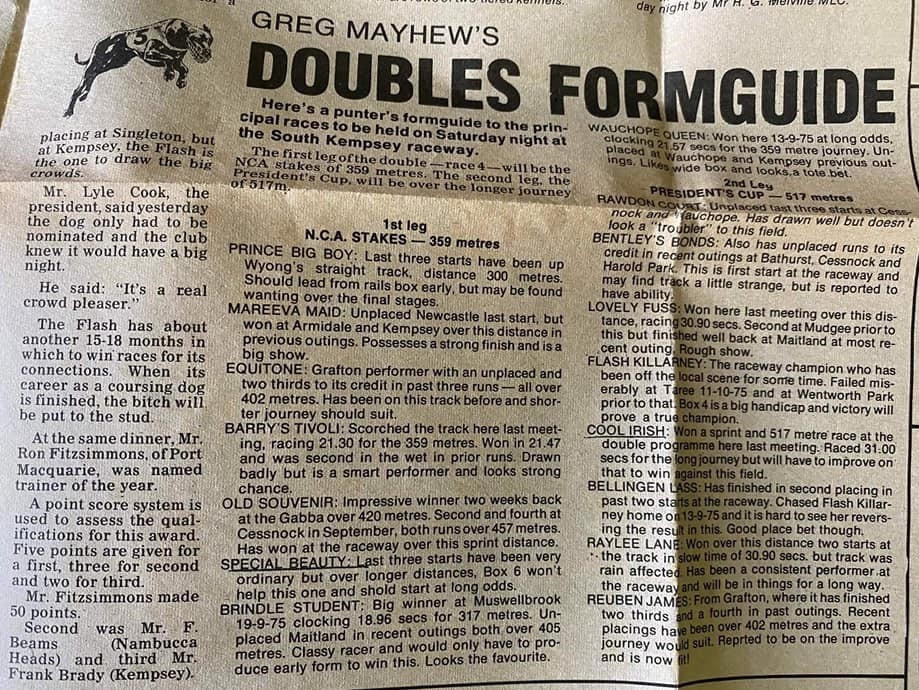 day night by Mr R. G. Melville MLC.
5
GREG MAYHEW'S
DOUBLES FORMGUIDE
placing at Singleton, but
at Kempsey, the Flash is
the one to draw the big
crowds.
Mr. Lyle Cook, the
president, said yesterday
the dog only had to be
nominated and the club
knew it would have a big
night.
He said: “It's a real
crowd pleaser.”
The Flash has about
another 15-18 months in
which to win races for its
connections. When its
career as a coursing dog
is finished, the bitch will
be put to the stud.
At the same dinner, Mr.
Ron Fitzsimmons, of Port
Macquarie, was named
trainer of the year.
A point score system is
used to assess the qual-
ifications for this award.
Five points are given for
a first, three for second
and two for third.
Mr. Fitzsimmons made
50 points.
Second was Mr. F.
Beams (Nambucca
Heads) and third Mr.
Frank Brady (Kempsey).
Here's a punter's formguide to the prin-
cipal races to be held on Saturday night at
the South Kempsey raceway.
The first leg of the double — race 4 — will be the
NCA stakes of 359 metres. The second leg, the
President's Cup, will be over the longer journey
of 517m.
1st leg
N.C.A. STAKES — 359 metres
PRINCE BIG BOY: Last three starts have been up
Wyong's straight track, distance 300 metres.
Should lead from rails box early, but may be found
wanting over the final stages.
MAREEVA MAID: Unplaced Newcastle last start, but
won at Armidale and Kempsey over this distance in
previous outings. Possesses a strong finish and is a
big show.
EQUITONE: Grafton performer with an unplaced and
two thirds to its credit in past three runs — all over
402 metres. Has been on this track before and shor-
ter journey should suit.
BARRY'S TIVOLI: Scorched the track here last meet-
ing, racing 21.30 for the 359 metres. Won in 21.47
and was second in the wet in prior runs. Drawn
badly but is a smart performer and looks strong
chance.
OLD SOUVENIR: Impressive winner two weeks back
at the Gabba over 420 metres. Second and fourth at
Cessnock in September, both runs over 457 metres.
Has won at the raceway over this sprint distance.
SPECIAL BEAUTY: Last three starts have been very
ordinary but over longer distances, Box 6 won't
help this one and shold start at long odds.
BRINDLE STUDENT: Big winner at Muswellbrook
19-9-75 clocking 18.96 secs for 317 metres. Un-
placed Maitland in recent outings both over 405
metres. Classy racer and would only have to pro-
duce early form to win this. Looks the favourite.
WAUCHOPE QUEEN: Won here 13-9-75 at long odds,
clocking 21.57 secs for the 359 metre journey. Un-
placed at Wauchope and Kempsey previous out-
ings. Likes wide box and looks a tote bet.
2nd Leg
PRESIDENT'S CUP — 517 metres
RAWDON COURT: Unplaced last three starts at Cess-
nock and Wauchope. Has drawn well but doesn't
look a “troubler” to this field.
BENTLEY'S BONDS: Also has unplaced runs to its
credit in recent outings at Bathurst, Cessnock and
Harold Park. This is first start at the raceway and
may find track a little strange, but is reported to
have ability.
LOVELY FUSS: Won here last meeting over this dis-
tance, racing 30.90 secs. Second at Mudgee prior to
this but finished well back at Maitland at most re-
cent outing. Rough show.
FLASH KILLARNEY: The raceway champion who has
been off the local scene for some time. Failed mis-
erably at Taree 11-10-75 and at Wentworth Park
prior to that. Box 4 is a big handicap and victory will
prove a true champion.
COOL IRISH: Won a sprint and 517 metre race at the
double programme here last meeting. Raced 31.00
secs for the long journey but will have to improve on
that to win against this field.
BELLINGEN LASS: Has finished in second placing in
past two starts at the raceway. Chased Flash Killar-
ney home on 13-9-75 and it is hard to see her revers-
ing the result in this. Good place bet though.
RAYLEE LANE: Won over this distance two starts at
the track in slow time of 30.90 secs. but track was
rain affected. Has been a consistent performer at
the raceway and will be in things for a long way.
REUBEN JAMES: From Grafton, where it has finished
two thirds and a fourth in past outings. Recent
placings have been over 402 metres and the extra
journey would suit. Reprted to be on the improve
and is now fit!